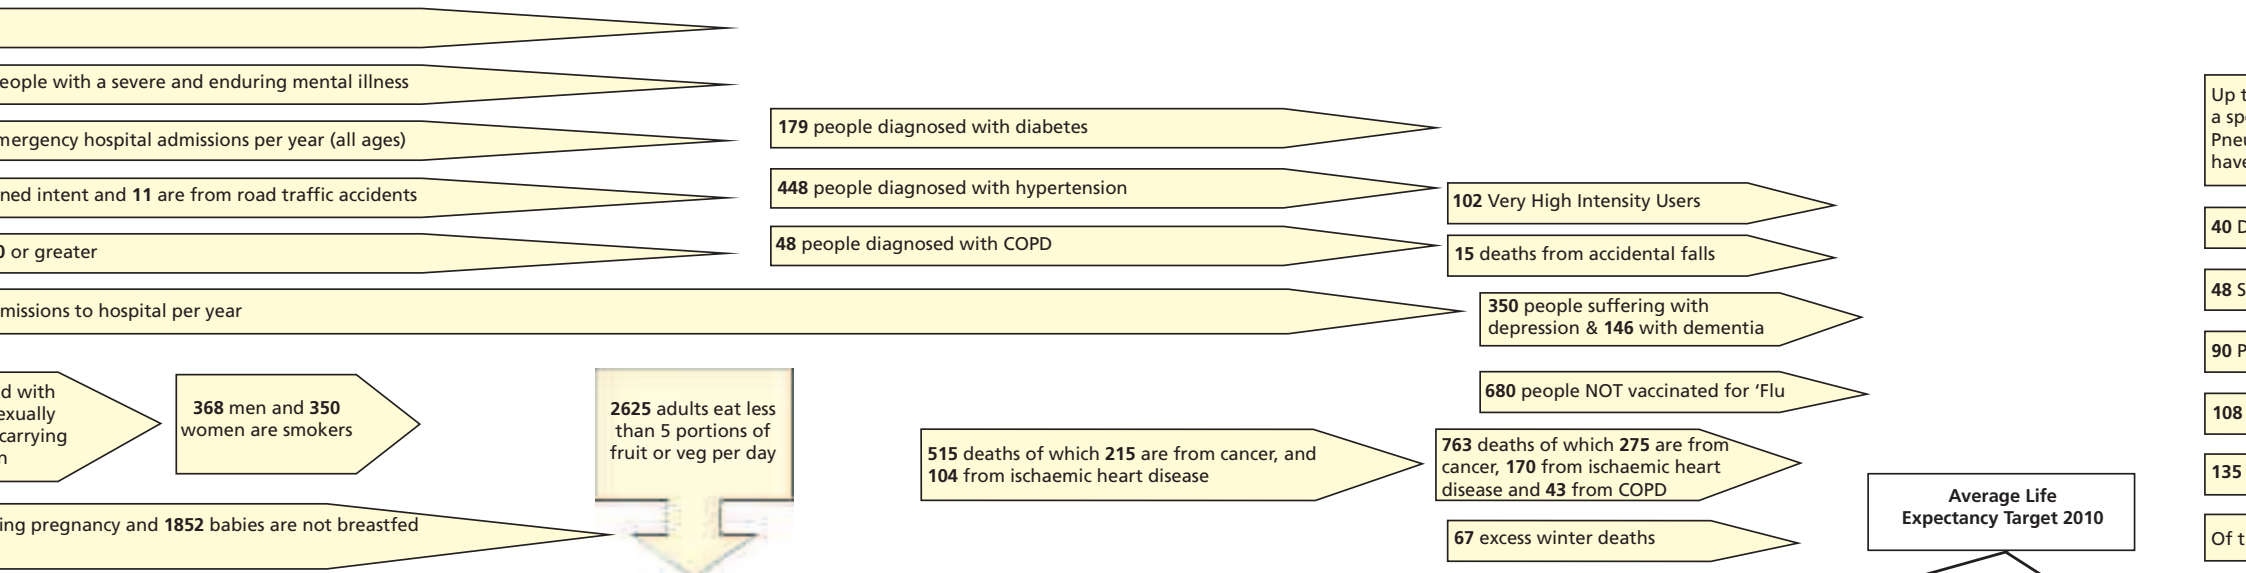 eople with a severe and enduring mental illness
mergency hospital admissions per year (all ages)
ned intent and 11 are from road traffic accidents
0 or greater
missions to hospital per year
179 people diagnosed with diabetes
448 people diagnosed with hypertension
48 people diagnosed with COPD
102 Very High Intensity Users
15 deaths from accidental falls
350 people suffering with
depression & 146 with dementia
680 people NOT vaccinated for ‘Flu
d with
exually
carrying
n
368 men and 350
women are smokers
2625 adults eat less
than 5 portions of
fruit or veg per day
515 deaths of which 215 are from cancer, and
104 from ischaemic heart disease
763 deaths of which 275 are from
cancer, 170 from ischaemic heart
disease and 43 from COPD
ing pregnancy and 1852 babies are not breastfed
67 excess winter deaths
Average Life
Expectancy Target 2010
Up t
a sp
Pneu
have
40 D
48 S
90 P
108
135
Of t